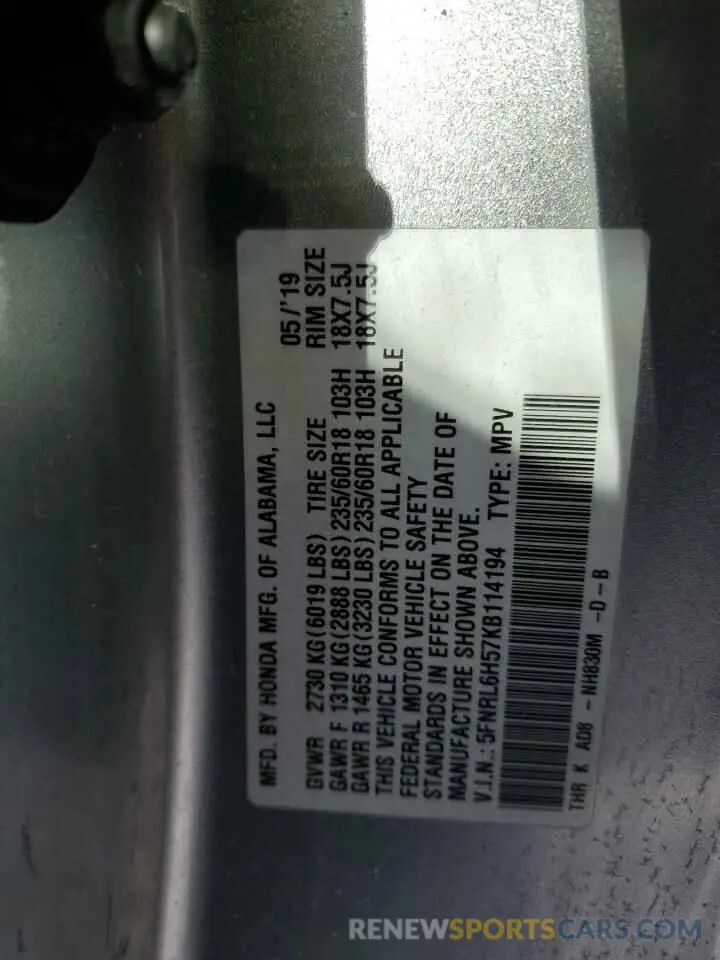 MFD. BY HONDA MFG. OF ALABAMA, LLC 05/'19
GVWR 2730 KG(6019 LBS) TIRE SIZE RIM SIZE
GAWR F 1310 KG(2888 LBS) 235/60R18 103H 18X7.5J
GAWR R 1465 KG(3230 LBS) 235/60R18 103H 18X7.5J
THIS VEHICLE CONFORMS TO ALL APPLICABLE
FEDERAL MOTOR VEHICLE SAFETY
STANDARDS IN EFFECT ON THE DATE OF
MANUFACTURE SHOWN ABOVE.
V.I.N.: 5FNRL6H57KB114194 TYPE: MPV
THR K A08 - NH830M -D-B
RENEWSPORTSCARS.COM